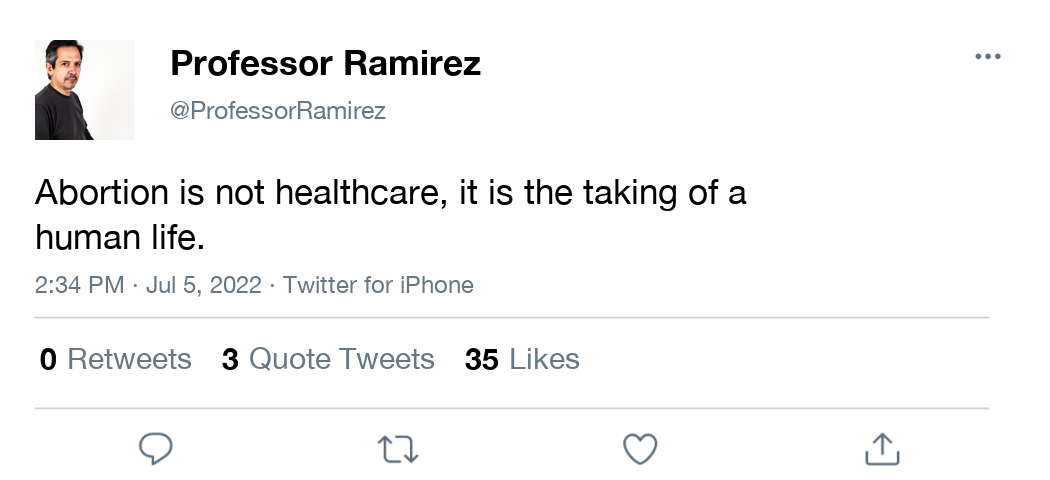 Professor Ramirez
@ProfessorRamirez
Abortion is not healthcare, it is the taking of a
human life.
2:34 PM · Jul 5, 2022 · Twitter for iPhone
0 Retweets 3 Quote Tweets 35 Likes